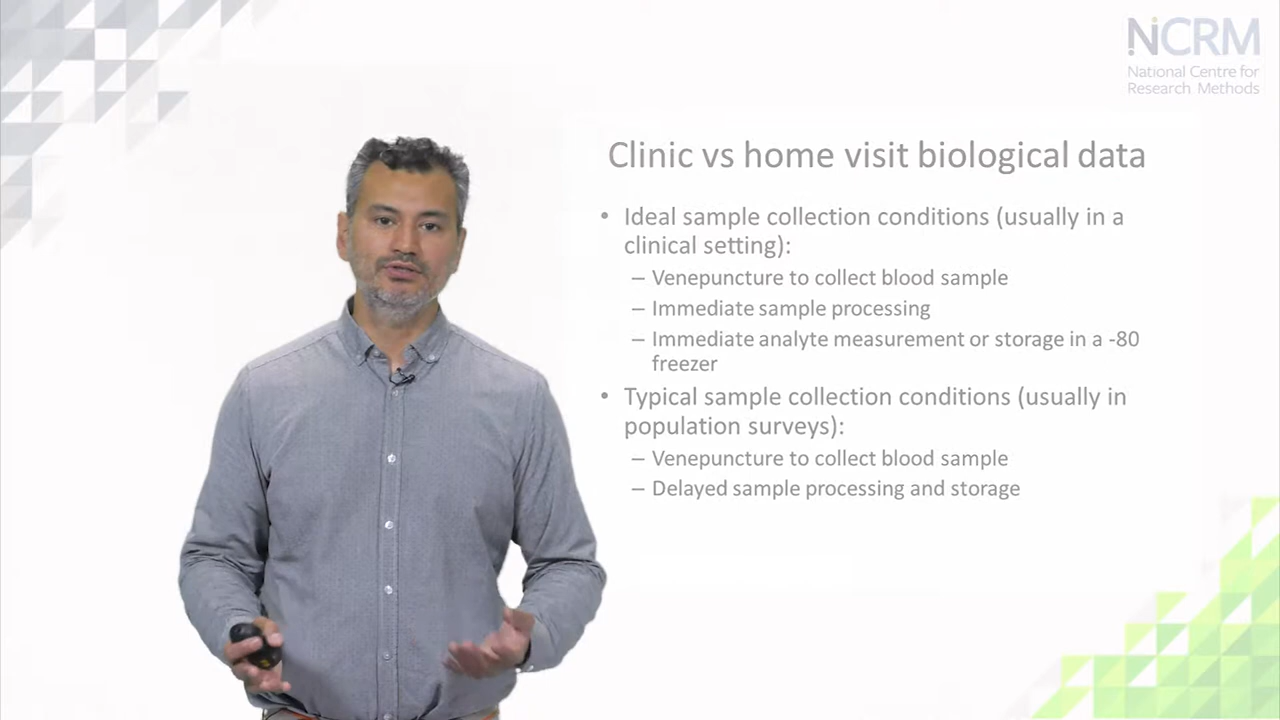 NCRM
National Centre for
Research Methods
Clinic vs home visit biological data
• Ideal sample collection conditions (usually in a
clinical setting):
– Venepuncture to collect blood sample
– Immediate sample processing
– Immediate analyte measurement or storage in a -80
freezer
• Typical sample collection conditions (usually in
population surveys):
– Venepuncture to collect blood sample
– Delayed sample processing and storage